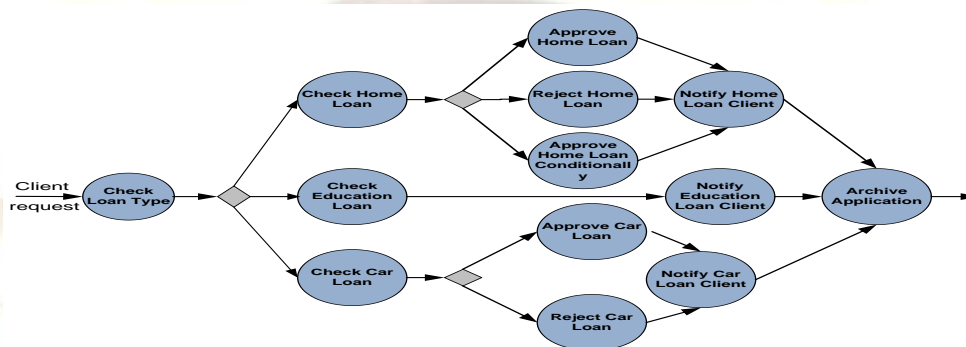 Client
request
Check
Loan Type
Check Home
Loan
Approve
Home Loan
Reject Home
Loan
Approve
Home Loan
Conditionall
y
Notify Home
Loan Client
Check
Education
Loan
Notify
Education
Loan Client
Archive
Application
Check Car
Loan
Approve Car
Loan
Reject Car
Loan
Notify Car
Loan Client